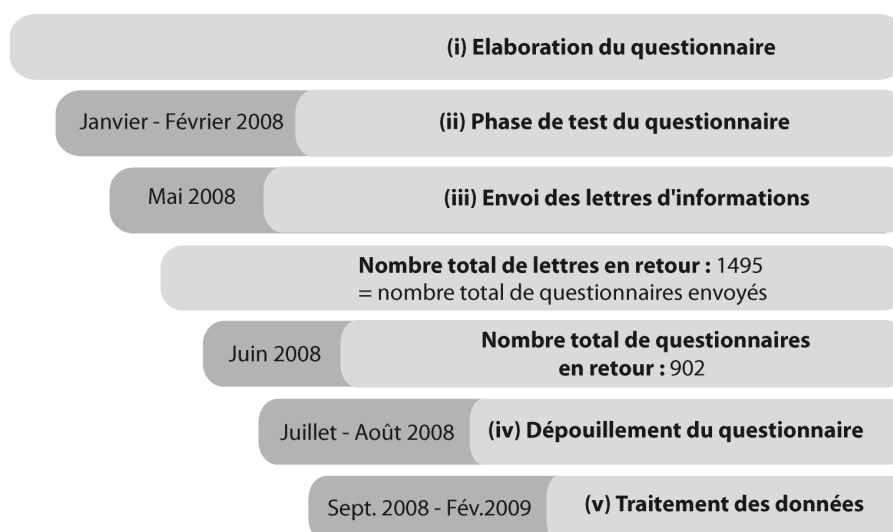 (i) Elaboration du questionnaire
Janvier - Février 2008
(ii) Phase de test du questionnaire
Mai 2008
(iii) Envoi des lettres d'informations
Nombre total de lettres en retour : 1495
= nombre total de questionnaires envoyés
Juin 2008
Nombre total de questionnaires
en retour : 902
Juillet - Août 2008
(iv) Dépouillement du questionnaire
Sept. 2008 - Fév.2009
(v) Traitement des données